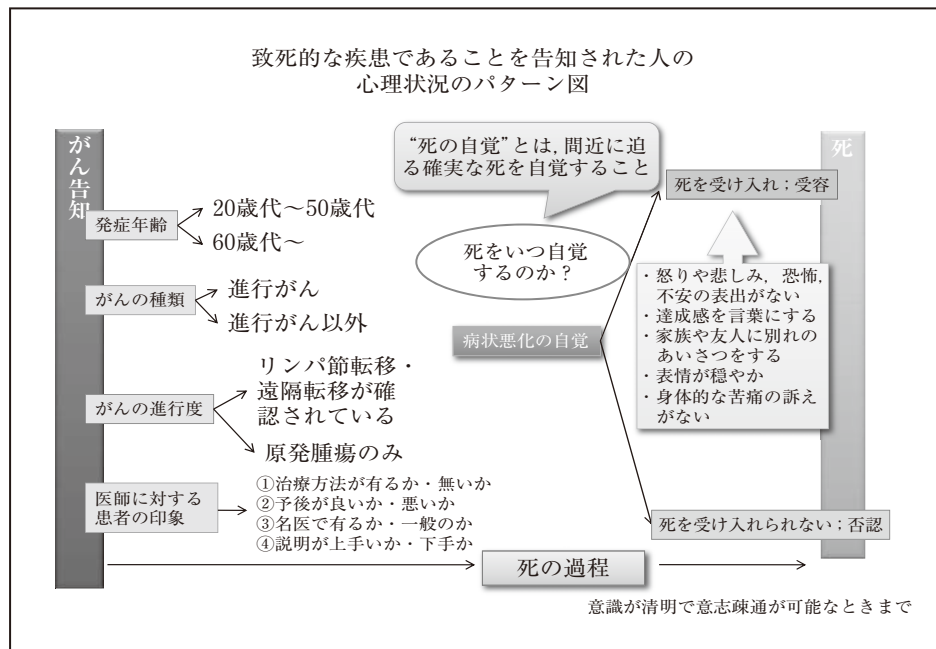 致死的な疾患であることを告知された人の
心理状況のパターン図
がん告知
発症年齢
20歳代～50歳代
60歳代～
がんの種類
進行がん
進行がん以外
がんの進行度
リンパ節転移・
遠隔転移が確
認されている
原発腫瘍のみ
医師に対する
患者の印象
①治療方法が有るか・無いか
②予後が良いか・悪いか
③名医で有るか・一般のか
④説明が上手いか・下手か
“死の自覚”とは，間近に迫
る確実な死を自覚すること
死をいつ自覚
するのか？
病状悪化の自覚
死を受け入れ；受容
・怒りや悲しみ，恐怖，
不安の表出がない
・達成感を言葉にする
・家族や友人に別れの
あいさつをする
・表情が穏やか
・身体的な苦痛の訴え
がない
死を受け入れられない；否認
死
死の過程
意識が清明で意志疎通が可能なときまで